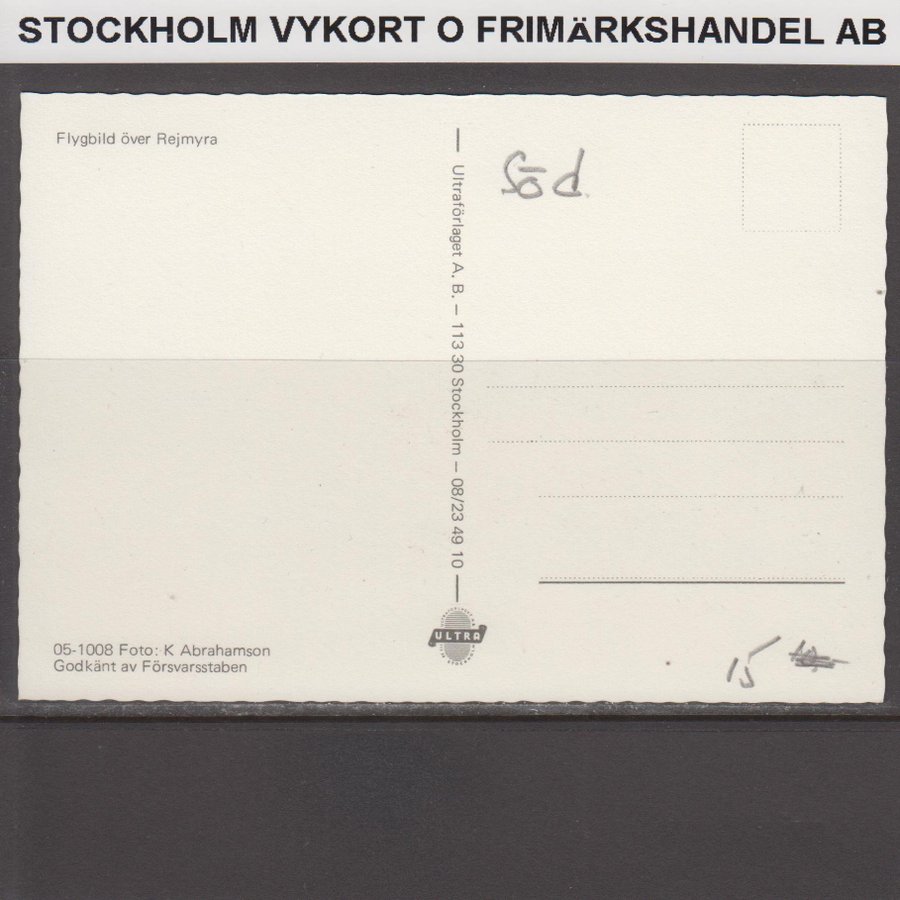 STOCKHOLM VYKORT O FRIMÄRKSHANDEL AB
Flygbild över Rejmyra
Ultraförlaget A. B. — 113 30 Stockholm — 08/23 49 10
Söd.
ULTRA
05-1008 Foto: K Abrahamson
Godkänt av Försvarsstaben
15